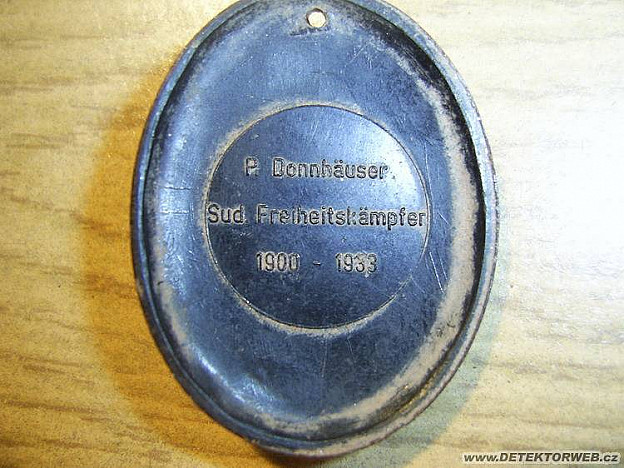 P. Donnhäuser
Sud. Freiheitskämpfer
1900 - 1933
www.DETEKTORWEB.cz